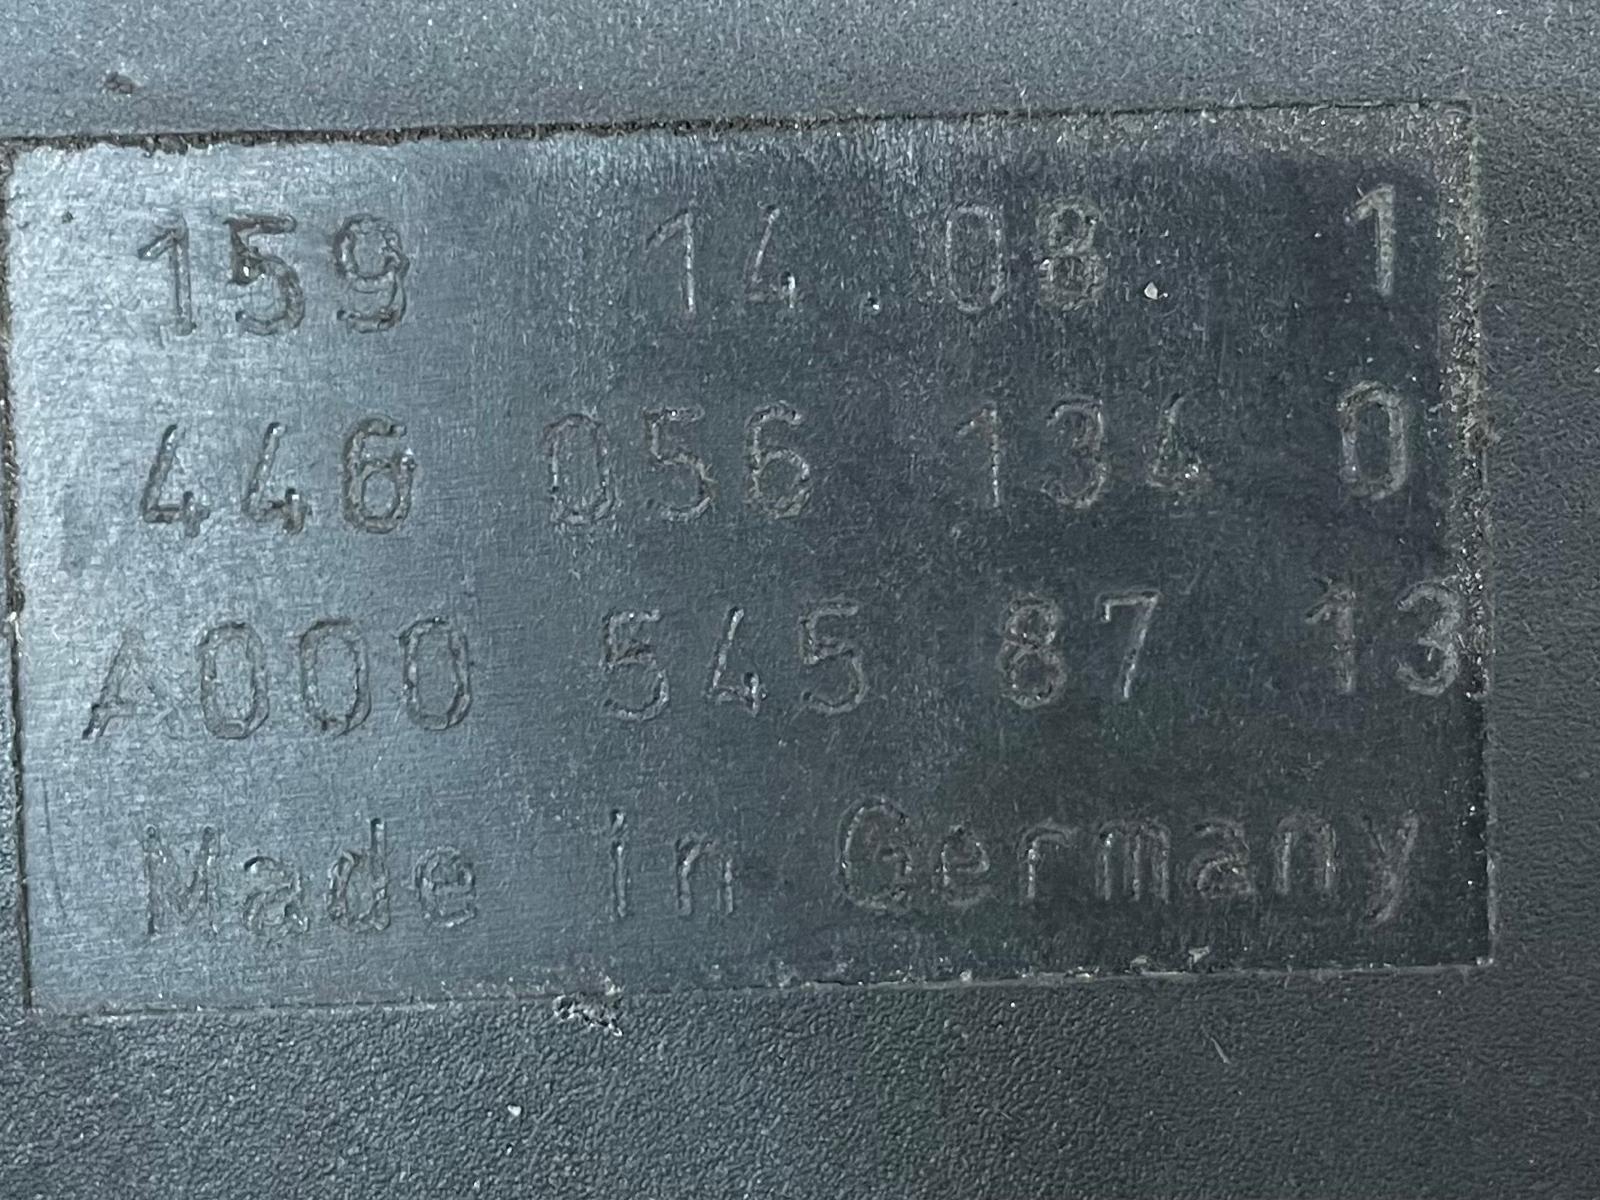 159 14.08. 1
446 056 134 0
A000 545 87 13
Made in Germany